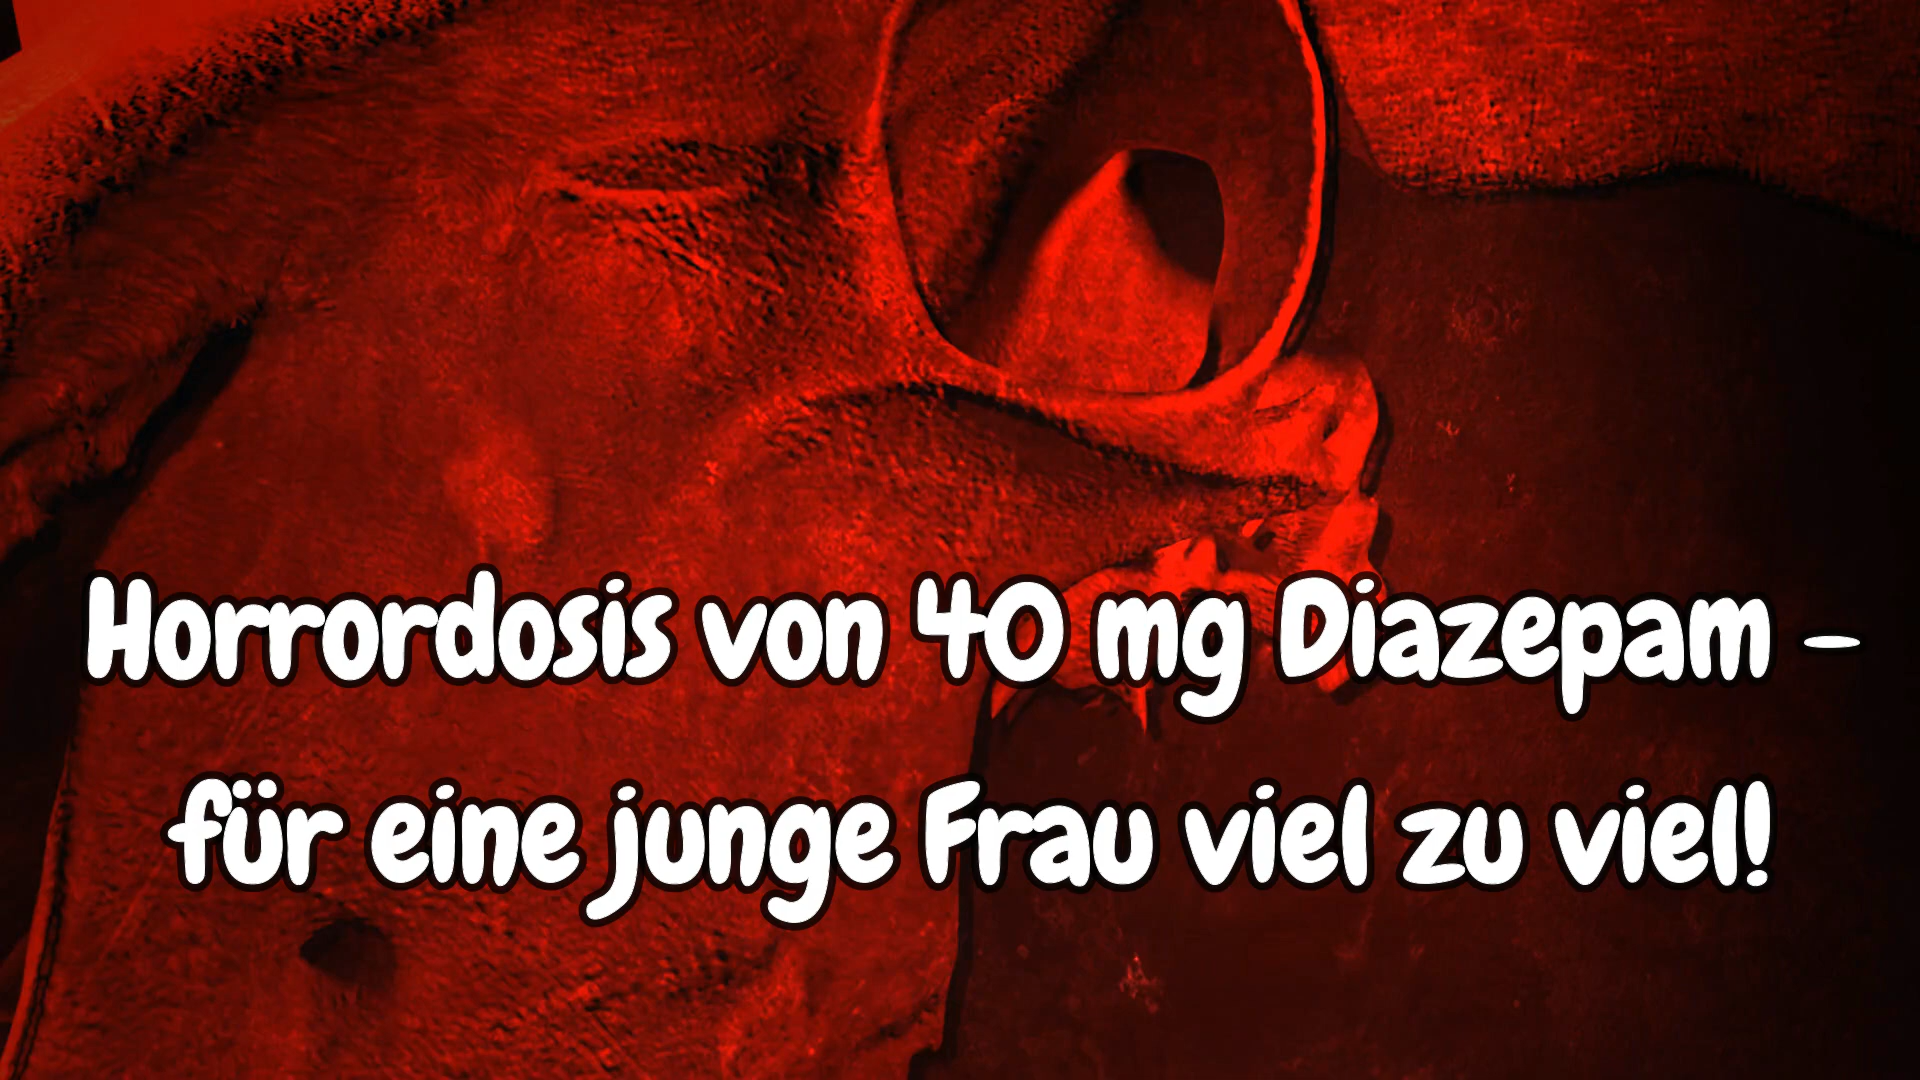 Horrordosis von 40 mg Diazepam –
für eine junge Frau viel zu viel!